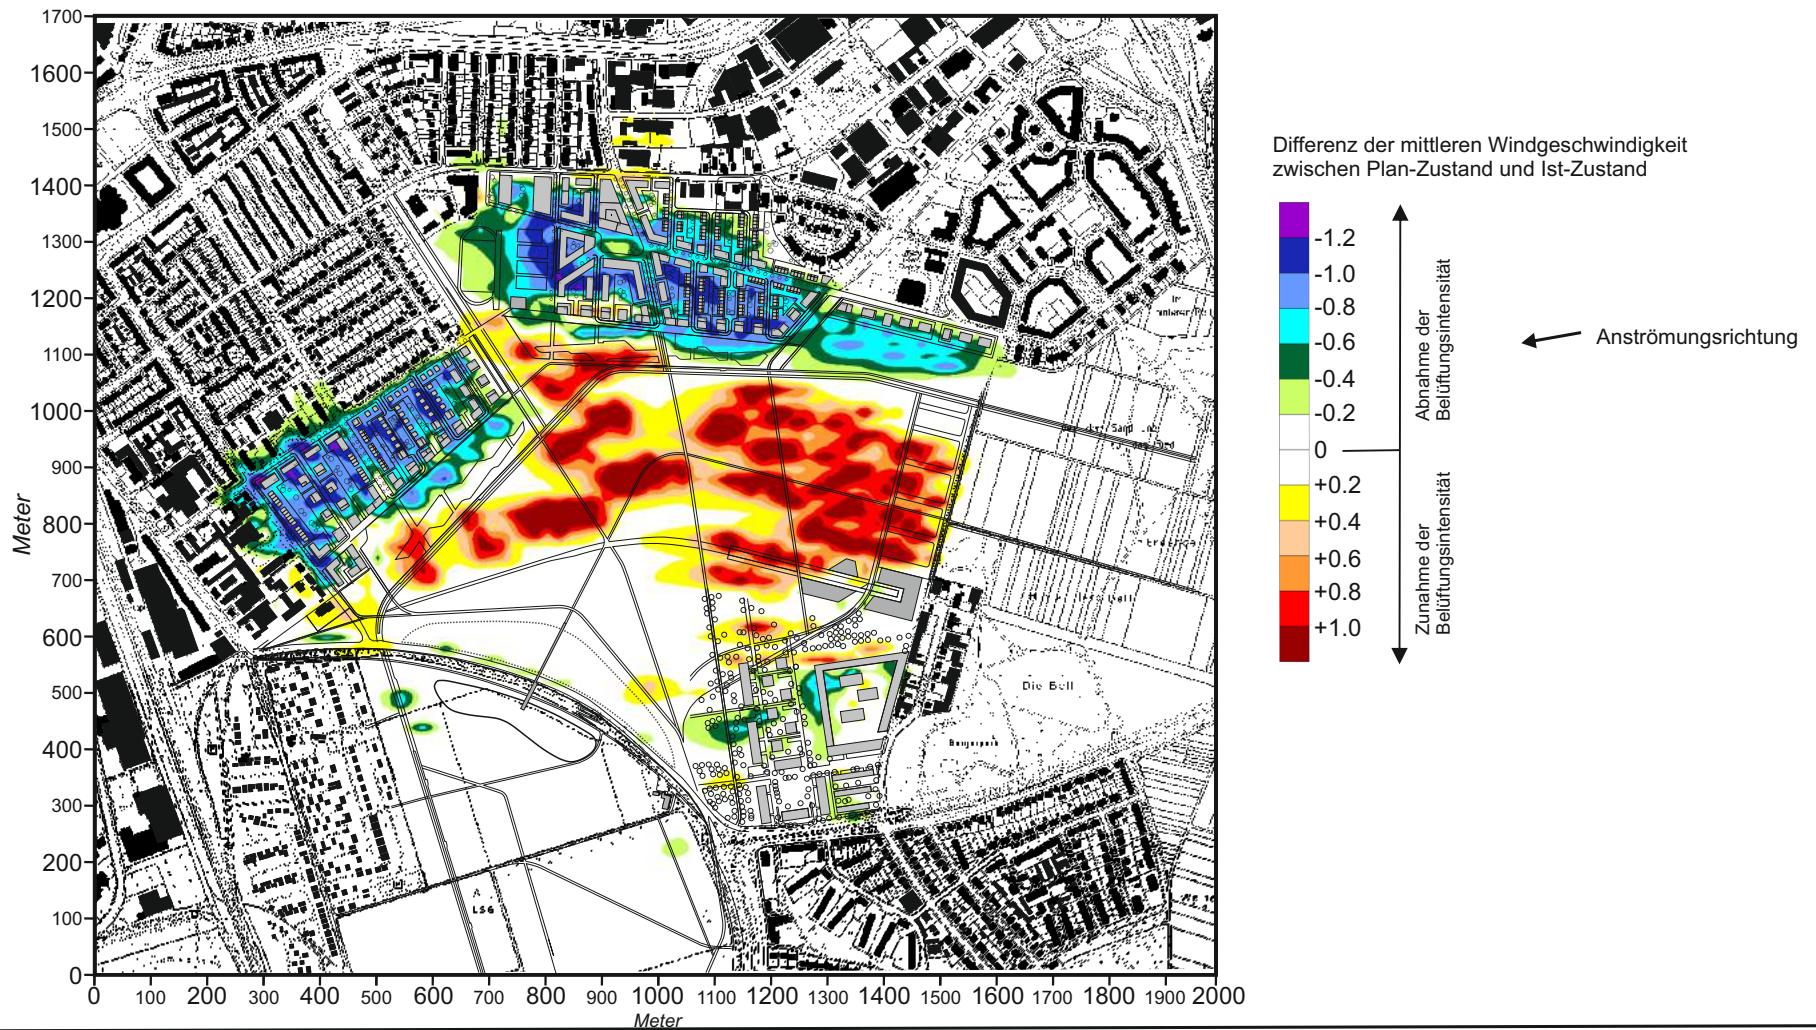 1700
1600
1500
1400
1300
1200
1100
1000
900
800
700
600
500
400
300
200
100
0
Meter
0 100 200 300 400 500 600 700 800 900 1000 1100 1200 1300 1400 1500 1600 1700 1800 1900 2000
Meter
Die Boll
LSG
Differenz der mittleren Windgeschwindigkeit
zwischen Plan-Zustand und Ist-Zustand
-1.2
-1.0
-0.8
-0.6
-0.4
-0.2
0
+0.2
+0.4
+0.6
+0.8
+1.0
Abnahme der
Belüftungsintensität
Zunahme der
Belüftungsintensität
Anströmungsrichtung